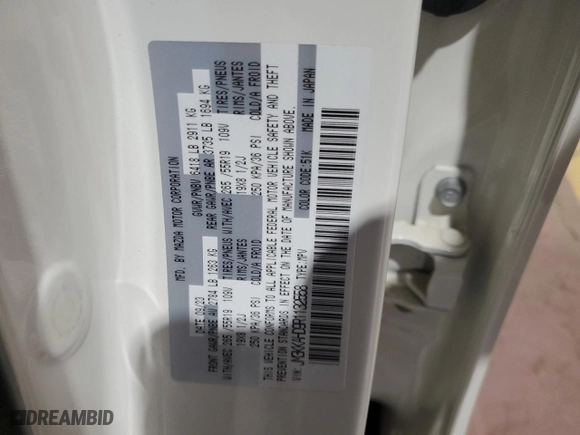 MFD. BY MAZDA MOTOR CORPORATION
DATE 09/23 GVWR/PNBV 6418 LB 2911 KG
FRONT GAWR/PNBE AV 2784 LB 1263 KG REAR GAWR/PNBE AR 3735 LB 1694 KG
WITH/AVEC 265 /55R19 109V TIRES/PNEUS WITH/AVEC 265 /55R19 109V TIRES/PNEUS
19X8 1/2J RIMS/JANTES 19X8 1/2J RIMS/JANTES
250 KPA/36 PSI COLD/A FROID 250 KPA/36 PSI COLD/A FROID
THIS VEHICLE CONFORMS TO ALL APPLICABLE FEDERAL MOTOR VEHICLE SAFETY AND THEFT
PREVENTION STANDARDS IN EFFECT ON THE DATE OF MANUFACTURE SHOWN ABOVE.
COLOR CODE:51K
VIN: TYPE:MPV MADE IN JAPAN
DREAMBID